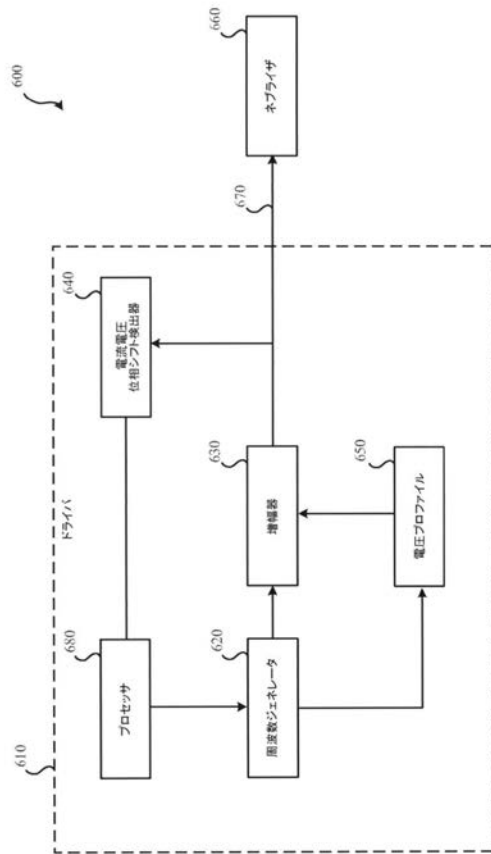 600
610
ドライバ
680
プロセッサ
640
電流電圧
位相シフト検出器
620
周波数ジェネレータ
630
増幅器
670
660
ネブライザ
650
電圧プロファイル